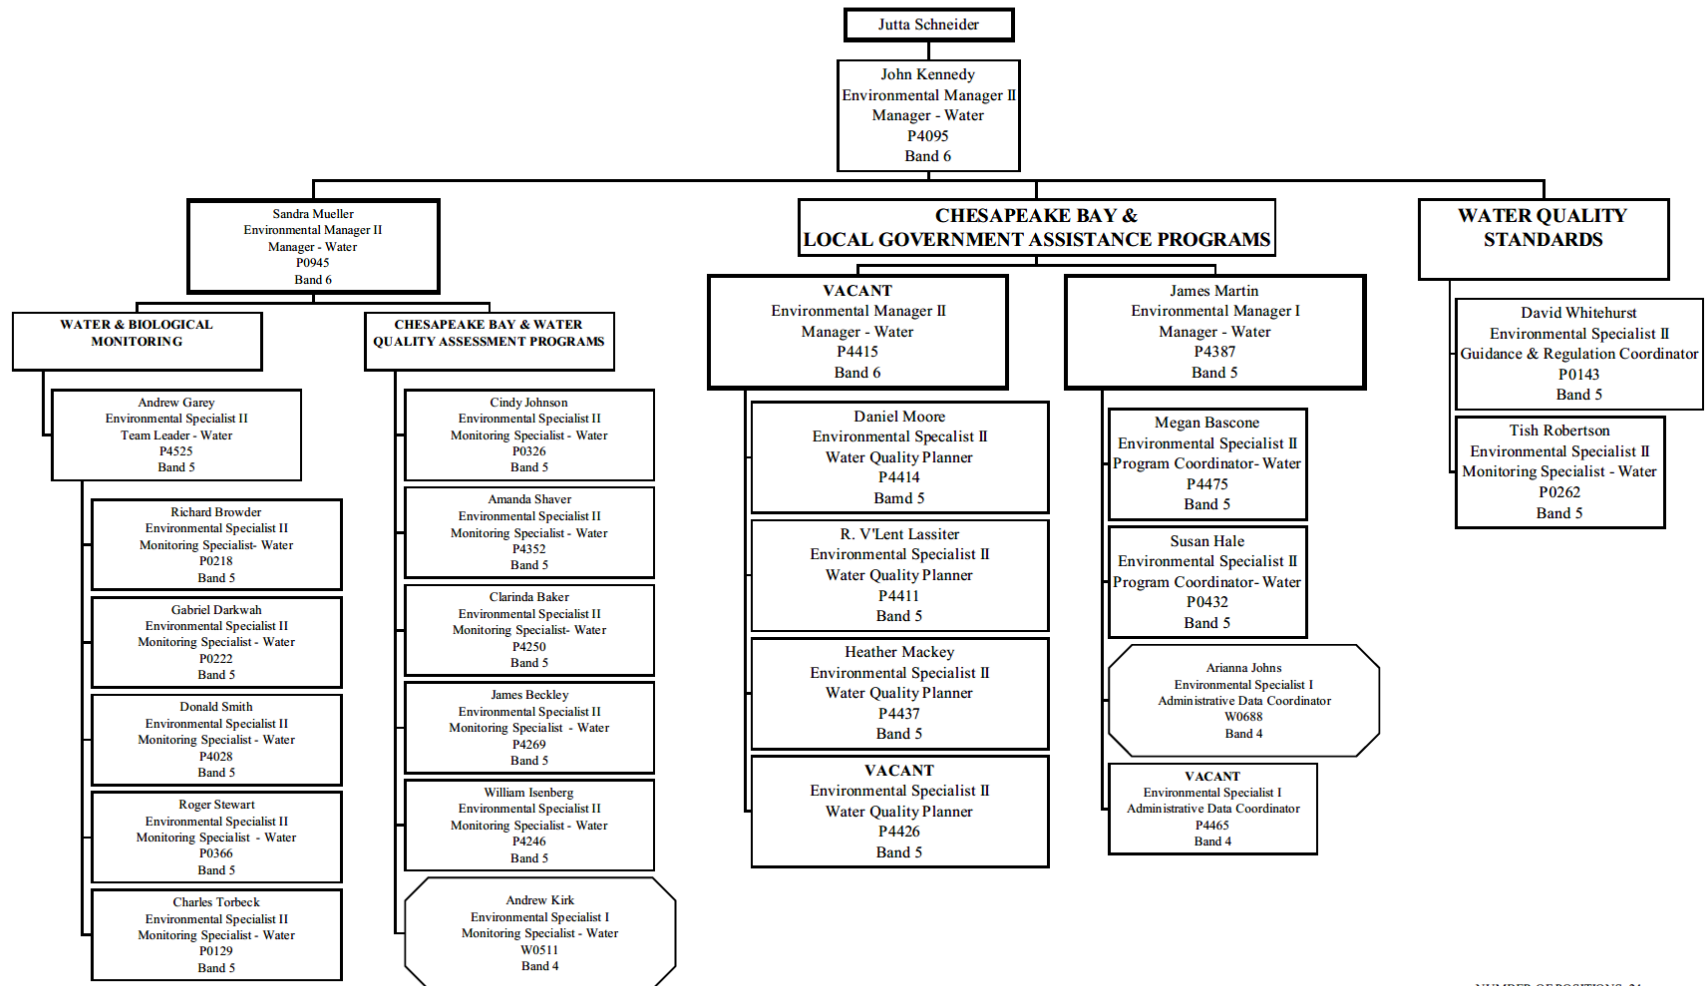 Jutta Schneider
John Kennedy
Environmental Manager II
Manager - Water
P4095
Band 6
Sandra Mueller
Environmental Manager II
Manager - Water
P0945
Band 6
WATER & BIOLOGICAL
MONITORING
Andrew Garey
Environmental Specialist II
Team Leader - Water
P4525
Band 5
Richard Browder
Environmental Specialist II
Monitoring Specialist- Water
P0218
Band 5
Gabriel Darkwah
Environmental Specialist II
Monitoring Specialist - Water
P0222
Band 5
Donald Smith
Environmental Specialist II
Monitoring Specialist - Water
P4028
Band 5
Roger Stewart
Environmental Specialist II
Monitoring Specialist - Water
P0366
Band 5
Charles Torbeck
Environmental Specialist II
Monitoring Specialist - Water
P0129
Band 5
CHESAPEAKE BAY & WATER
QUALITY ASSESSMENT PROGRAMS
Cindy Johnson
Environmental Specialist II
Monitoring Specialist - Water
P0326
Band 5
Amanda Shaver
Environmental Specialist II
Monitoring Specialist - Water
P4352
Band 5
Clarinda Baker
Environmental Specialist II
Monitoring Specialist- Water
P4250
Band 5
James Beckley
Environmental Specialist II
Monitoring Specialist - Water
P4269
Band 5
William Isenberg
Environmental Specialist II
Monitoring Specialist - Water
P4246
Band 5
Andrew Kirk
Environmental Specialist I
Monitoring Specialist - Water
W0511
Band 4
CHESAPEAKE BAY &
LOCAL GOVERNMENT ASSISTANCE PROGRAMS
VACANT
Environmental Manager II
Manager - Water
P4415
Band 6
Daniel Moore
Environmental Specalist II
Water Quality Planner
P4414
Bamd 5
R. V'Lent Lassiter
Environmental Specialist II
Water Quality Planner
P4411
Band 5
Heather Mackey
Environmental Specialist II
Water Quality Planner
P4437
Band 5
VACANT
Environmental Specialist II
Water Quality Planner
P4426
Band 5
James Martin
Environmental Manager I
Manager - Water
P4387
Band 5
Megan Bascone
Environmental Specialist II
Program Coordinator- Water
P4475
Band 5
Susan Hale
Environmental Specialist II
Program Coordinator- Water
P0432
Band 5
Arianna Johns
Environmental Specialist I
Administrative Data Coordinator
W0688
Band 4
VACANT
Environmental Specialist I
Administrative Data Coordinator
P4465
Band 4
WATER QUALITY
STANDARDS
David Whitehurst
Environmental Specialist II
Guidance & Regulation Coordinator
P0143
Band 5
Tish Robertson
Environmental Specialist II
Monitoring Specialist - Water
P0262
Band 5
NUMBER OF POSITIONS